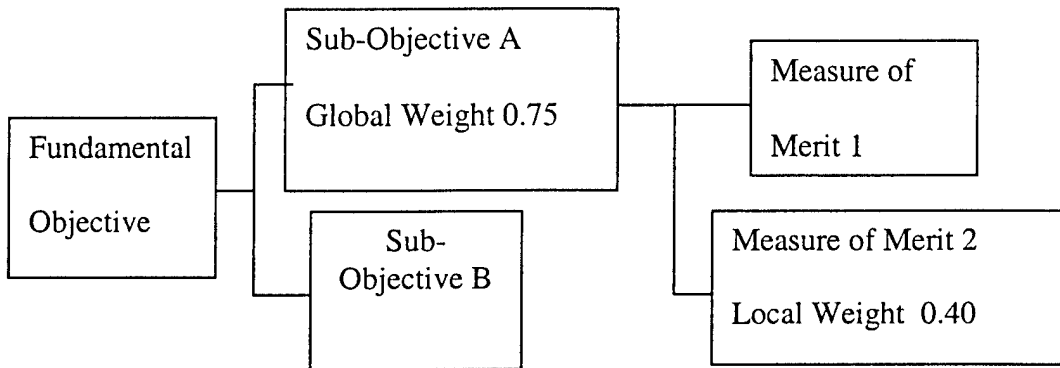 Fundamental
Objective
Sub-Objective A
Global Weight 0.75
Sub-
Objective B
Measure of
Merit 1
Measure of Merit 2
Local Weight 0.40